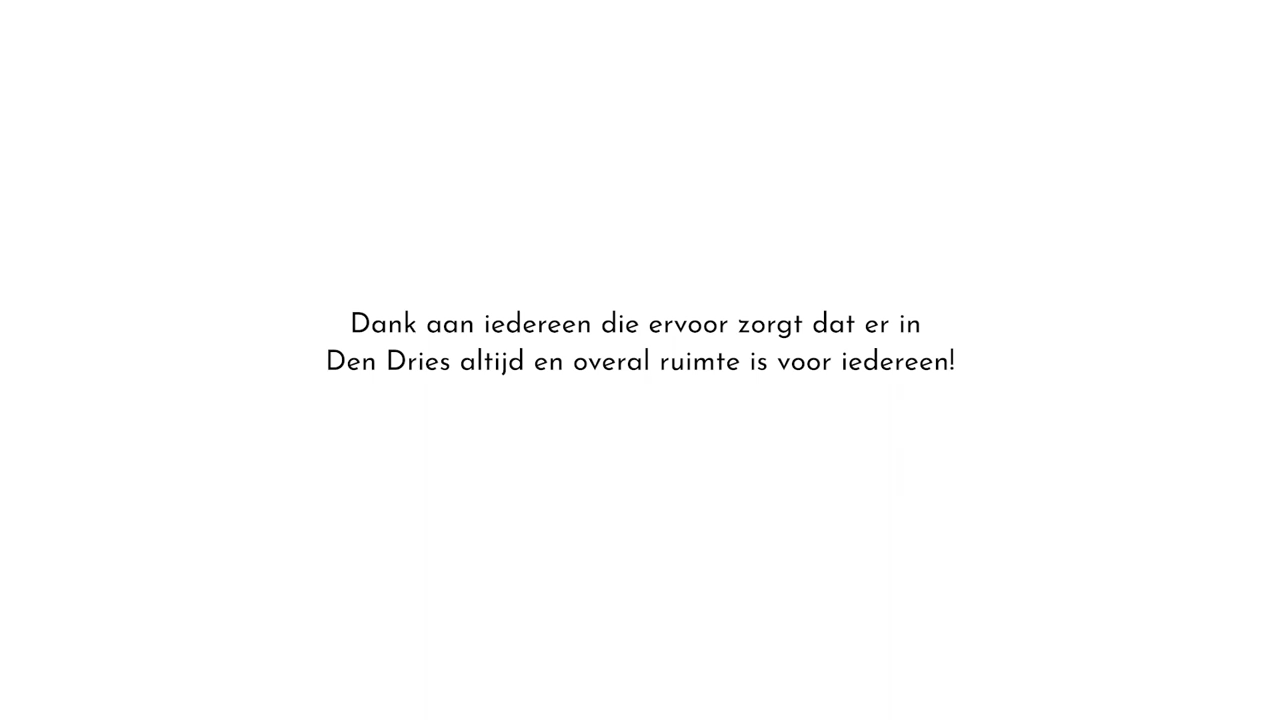 Dank aan iedereen die ervoor zorgt dat er in
Den Dries altijd en overal ruimte is voor iedereen!